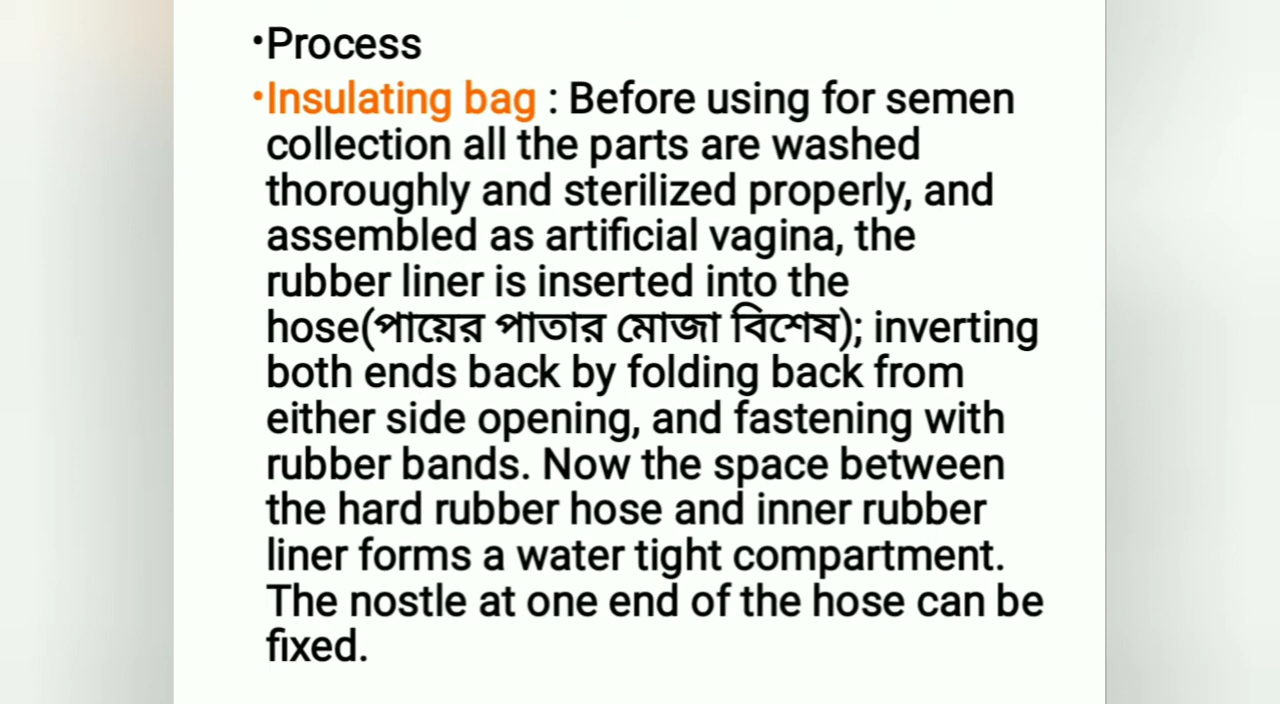 •Process
•Insulating bag : Before using for semen
collection all the parts are washed
thoroughly and sterilized properly, and
assembled as artificial vagina, the
rubber liner is inserted into the
hose(পায়ের পাতার মোজা বিশেষ); inverting
both ends back by folding back from
either side opening, and fastening with
rubber bands. Now the space between
the hard rubber hose and inner rubber
liner forms a water tight compartment.
The nostle at one end of the hose can be
fixed.